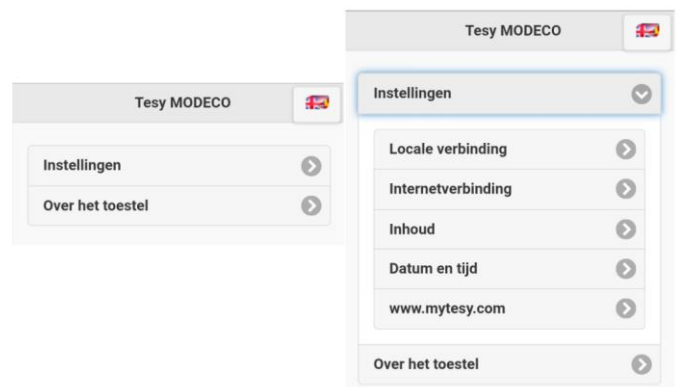 Tesy MODECO
Instellingen
Over het toestel
Tesy MODECO
Instellingen
Locale verbinding
Internetverbinding
Inhoud
Datum en tijd
www.mytesy.com
Over het toestel